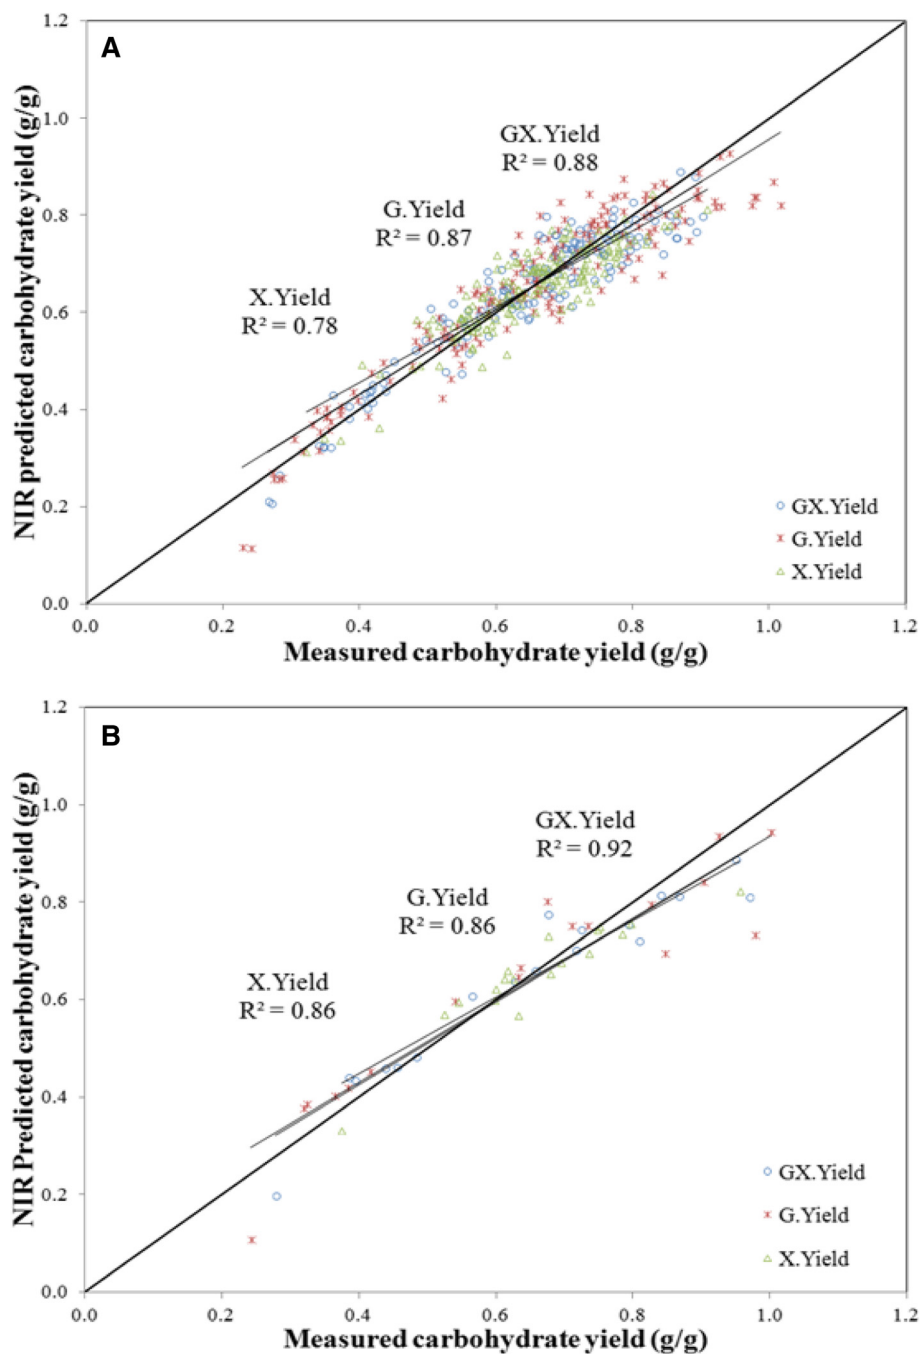 A
1.2
1.0
0.8
0.6
0.4
0.2
0.0
NIR predicted carbohydrate yield (g/g)
GX.Yield
R² = 0.88
G.Yield
R² = 0.87
X.Yield
R² = 0.78
GX.Yield
G.Yield
X.Yield
0.0 0.2 0.4 0.6 0.8 1.0 1.2
Measured carbohydrate yield (g/g)
B
1.2
1.0
0.8
0.6
0.4
0.2
0.0
NIR Predicted carbohydrate yield (g/g)
GX.Yield
R² = 0.92
G.Yield
R² = 0.86
X.Yield
R² = 0.86
GX.Yield
G.Yield
X.Yield
0.0 0.2 0.4 0.6 0.8 1.0 1.2
Measured carbohydrate yield (g/g)